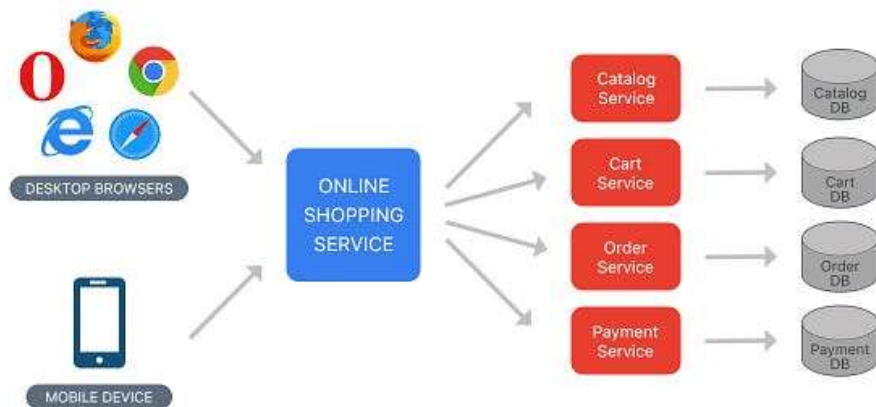 DESKTOP BROWSERS
MOBILE DEVICE
ONLINE
SHOPPING
SERVICE
Catalog
Service
Cart
Service
Order
Service
Payment
Service
Catalog
DB
Cart
DB
Order
DB
Payment
DB